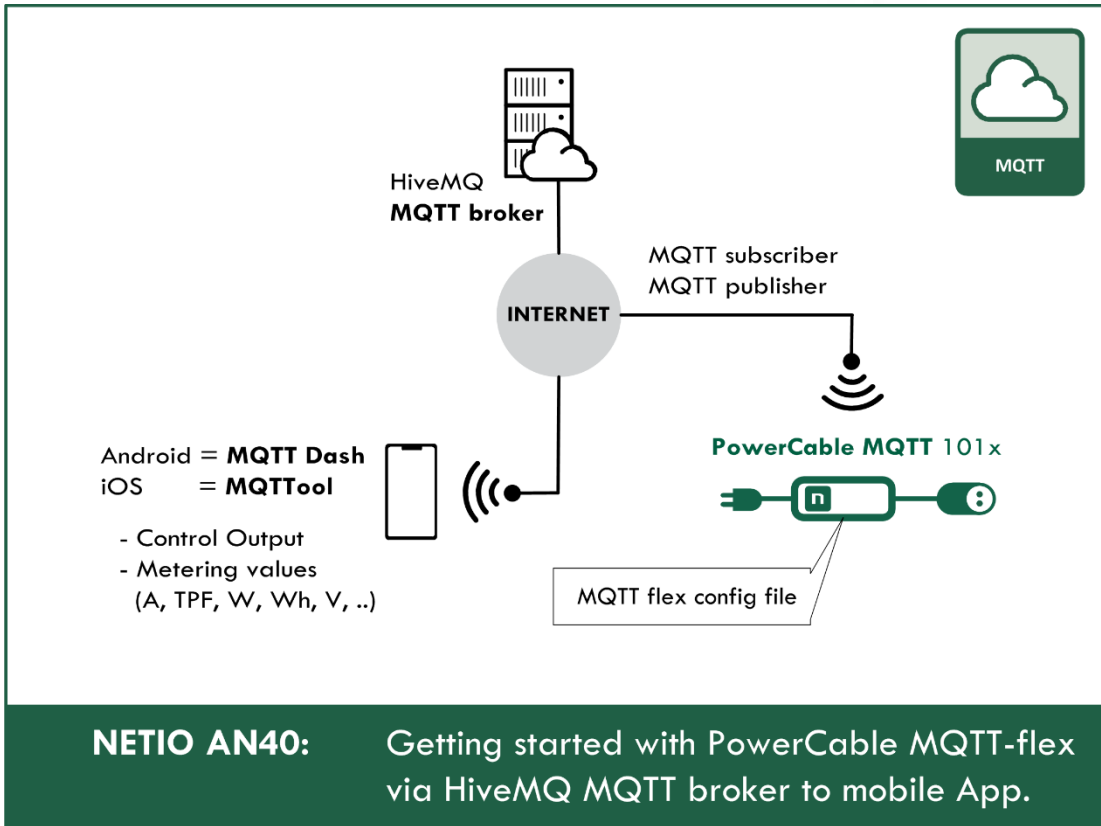 MQTT
HiveMQ
MQTT broker
MQTT subscriber
MQTT publisher
INTERNET
Android = MQTT Dash
iOS = MQTTool
- Control Output
- Metering values
(A, TPF, W, Wh, V, ..)
PowerCable MQTT 101x
n
MQTT flex config file
NETIO AN40: Getting started with PowerCable MQTT-flex
via HiveMQ MQTT broker to mobile App.